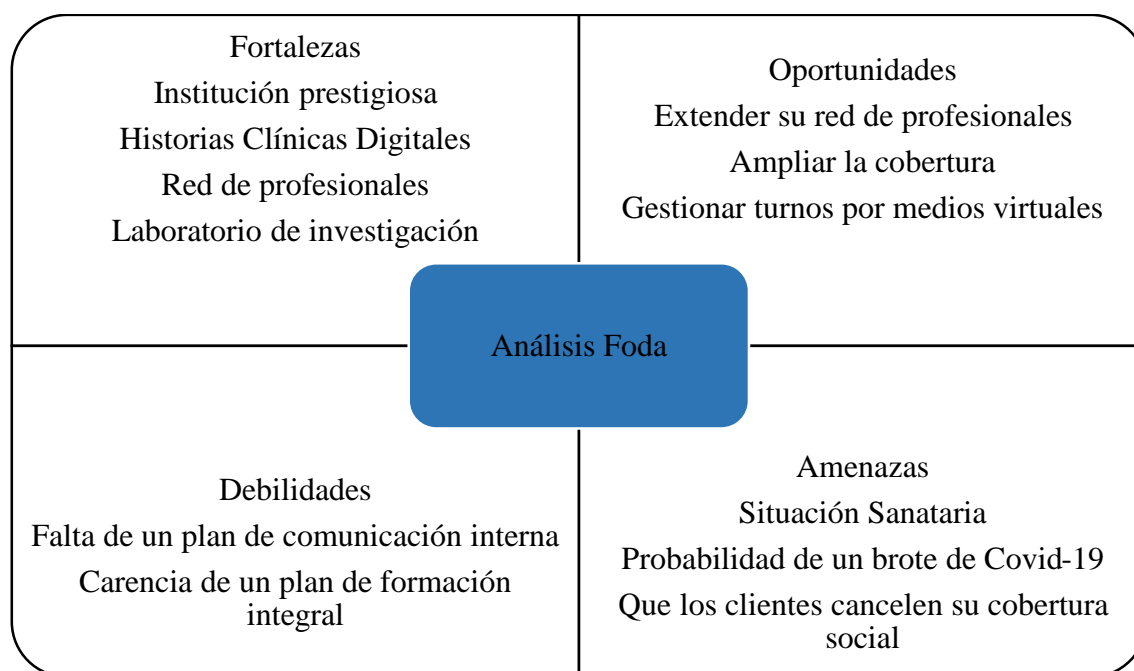 Fortalezas
Institución prestigiosa
Historias Clínicas Digitales
Red de profesionales
Laboratorio de investigación
Oportunidades
Extender su red de profesionales
Ampliar la cobertura
Gestionar turnos por medios virtuales
Análisis Foda
Debilidades
Falta de un plan de comunicación interna
Carencia de un plan de formación
integral
Amenazas
Situación Sanataria
Probabilidad de un brote de Covid-19
Que los clientes cancelen su cobertura
social